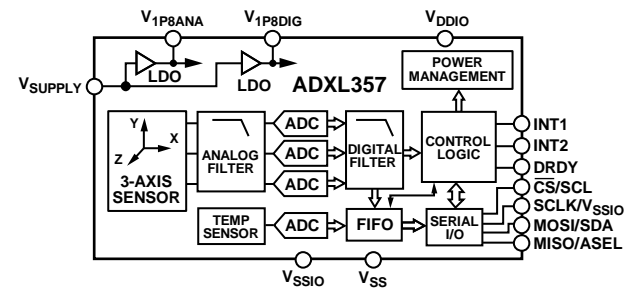 V1P8ANA
V1P8DIG
VDDIO
LDO
LDO
ADXL357
POWER
MANAGEMENT
VSUPPLY
Y
X
Z
3-AXIS
SENSOR
ANALOG
FILTER
ADC
ADC
ADC
DIGITAL
FILTER
CONTROL
LOGIC
INT1
INT2
DRDY
CS/SCL
SCLK/VSSIO
MOSI/SDA
MISO/ASEL
TEMP
SENSOR
ADC
FIFO
SERIAL
I/O
VSSIO
VSS